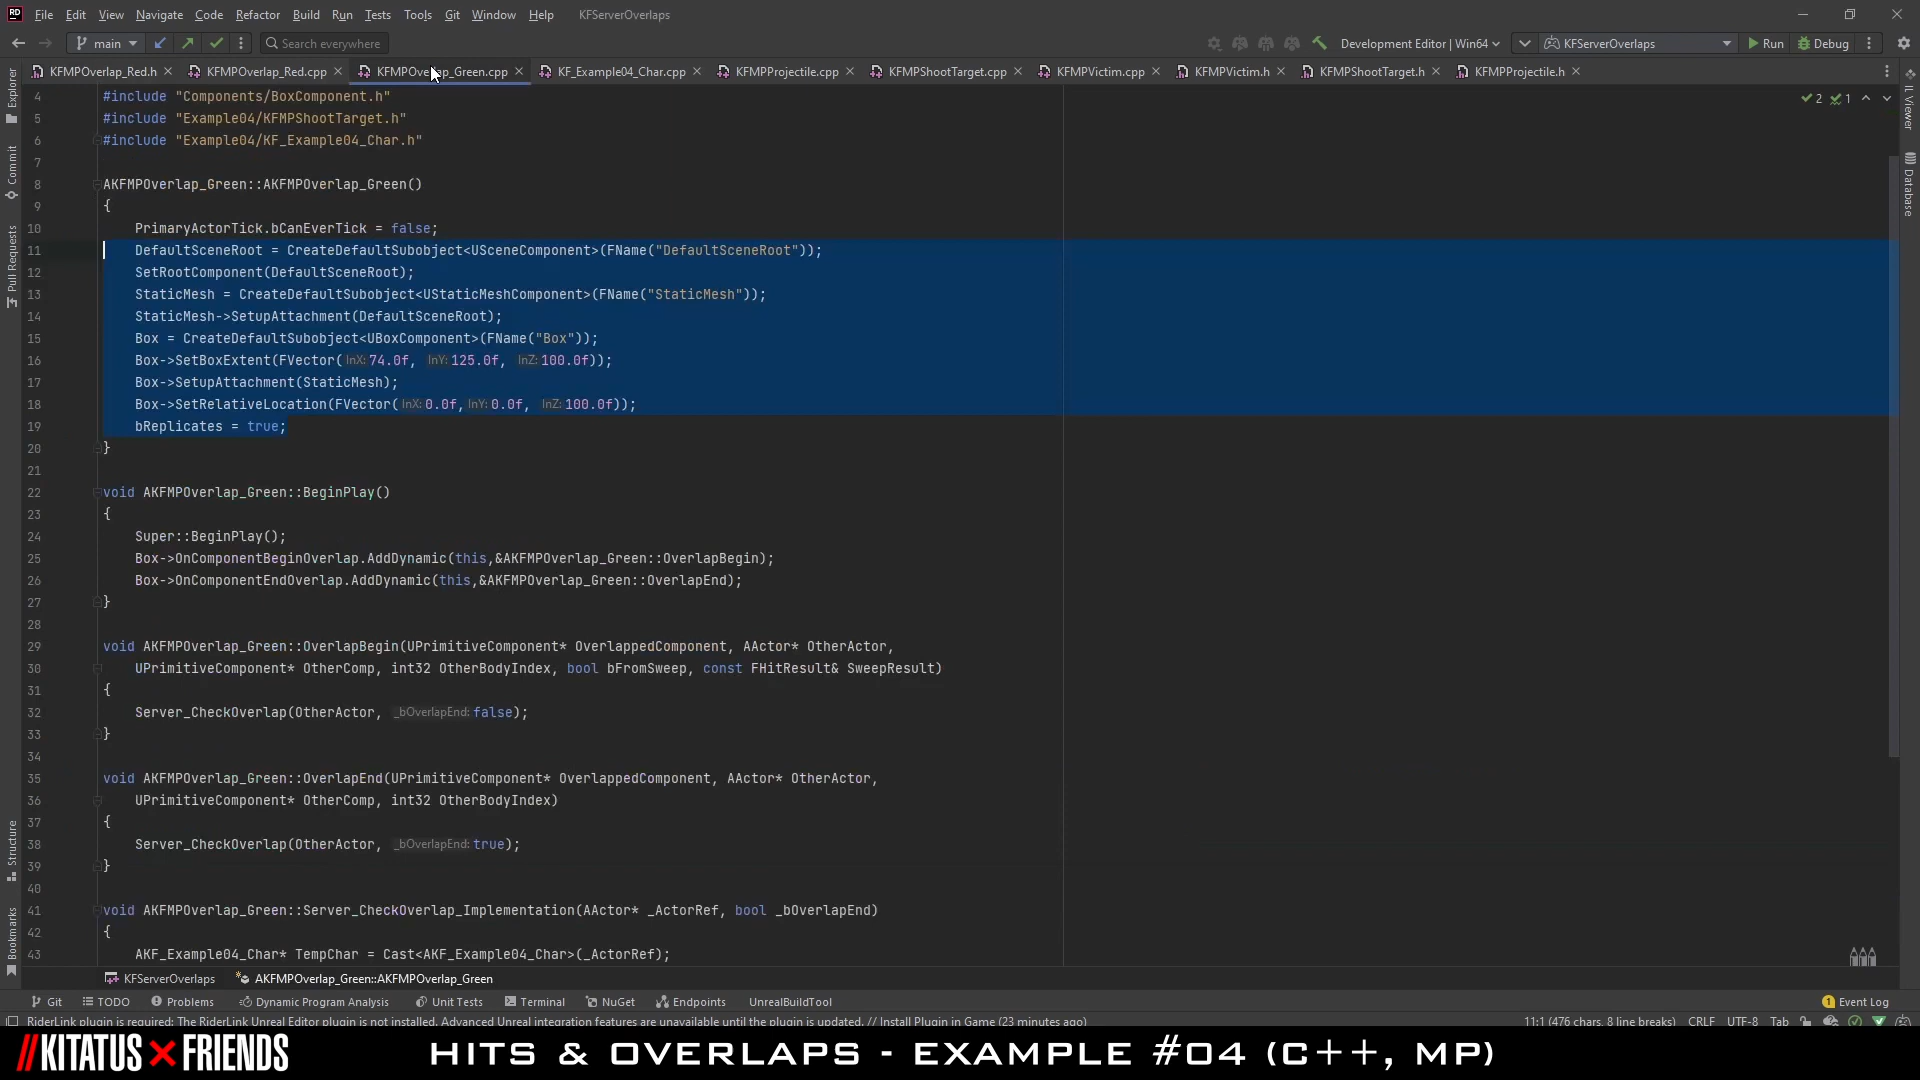 File Edit View Navigate Code Refactor Build Run Tests Tools Git Window Help KFServerOverlaps
main Search everywhere Development Editor | Win64 KFServerOverlaps Run Debug
KFMPOverlap_Red.h KFMPOverlap_Red.cpp KFMPOverlap_Green.cpp KF_Example04_Char.cpp KFMPProjectile.cpp KFMPShootTarget.cpp KFMPVictim.cpp KFMPVictim.h KFMPShootTarget.h KFMPProjectile.h
Explorer
Commit
Pull Requests
Structure
Bookmarks
IL Viewer
Database
2 1
4 #include "Components/BoxComponent.h"
5 #include "Example04/KFMPShootTarget.h"
6 #include "Example04/KF_Example04_Char.h"
7
8 AKFMPOverlap_Green::AKFMPOverlap_Green()
9 {
10 PrimaryActorTick.bCanEverTick = false;
11 DefaultSceneRoot = CreateDefaultSubobject<USceneComponent>(FName("DefaultSceneRoot"));
12 SetRootComponent(DefaultSceneRoot);
13 StaticMesh = CreateDefaultSubobject<UStaticMeshComponent>(FName("StaticMesh"));
14 StaticMesh->SetupAttachment(DefaultSceneRoot);
15 Box = CreateDefaultSubobject<UBoxComponent>(FName("Box"));
16 Box->SetBoxExtent(FVector(InX: 74.0f, InY: 125.0f, InZ: 100.0f));
17 Box->SetupAttachment(StaticMesh);
18 Box->SetRelativeLocation(FVector(InX: 0.0f,InY: 0.0f, InZ: 100.0f));
19 bReplicates = true;
20 }
21
22 void AKFMPOverlap_Green::BeginPlay()
23 {
24 Super::BeginPlay();
25 Box->OnComponentBeginOverlap.AddDynamic(this,&AKFMPOverlap_Green::OverlapBegin);
26 Box->OnComponentEndOverlap.AddDynamic(this,&AKFMPOverlap_Green::OverlapEnd);
27 }
28
29 void AKFMPOverlap_Green::OverlapBegin(UPrimitiveComponent* OverlappedComponent, AActor* OtherActor,
30 UPrimitiveComponent* OtherComp, int32 OtherBodyIndex, bool bFromSweep, const FHitResult& SweepResult)
31 {
32 Server_CheckOverlap(OtherActor, _bOverlapEnd: false);
33 }
34
35 void AKFMPOverlap_Green::OverlapEnd(UPrimitiveComponent* OverlappedComponent, AActor* OtherActor,
36 UPrimitiveComponent* OtherComp, int32 OtherBodyIndex)
37 {
38 Server_CheckOverlap(OtherActor, _bOverlapEnd: true);
39 }
40
41 void AKFMPOverlap_Green::Server_CheckOverlap_Implementation(AActor* _ActorRef, bool _bOverlapEnd)
42 {
43 AKF_Example04_Char* TempChar = Cast<AKF_Example04_Char>(_ActorRef);
KFServerOverlaps AKFMPOverlap_Green::AKFMPOverlap_Green
Git TODO Problems Dynamic Program Analysis Unit Tests Terminal NuGet Endpoints UnrealBuildTool 1 Event Log
RiderLink plugin is required: The RiderLink Unreal Editor plugin is not installed. Advanced Unreal integration features are unavailable until the plugin is updated. // Install Plugin in Game (23 minutes ago) 11:1 (476 chars, 8 line breaks) CRLF UTF-8 Tab
//KITATUS X FRIENDS HITS & OVERLAPS - EXAMPLE #04 (C++, MP)